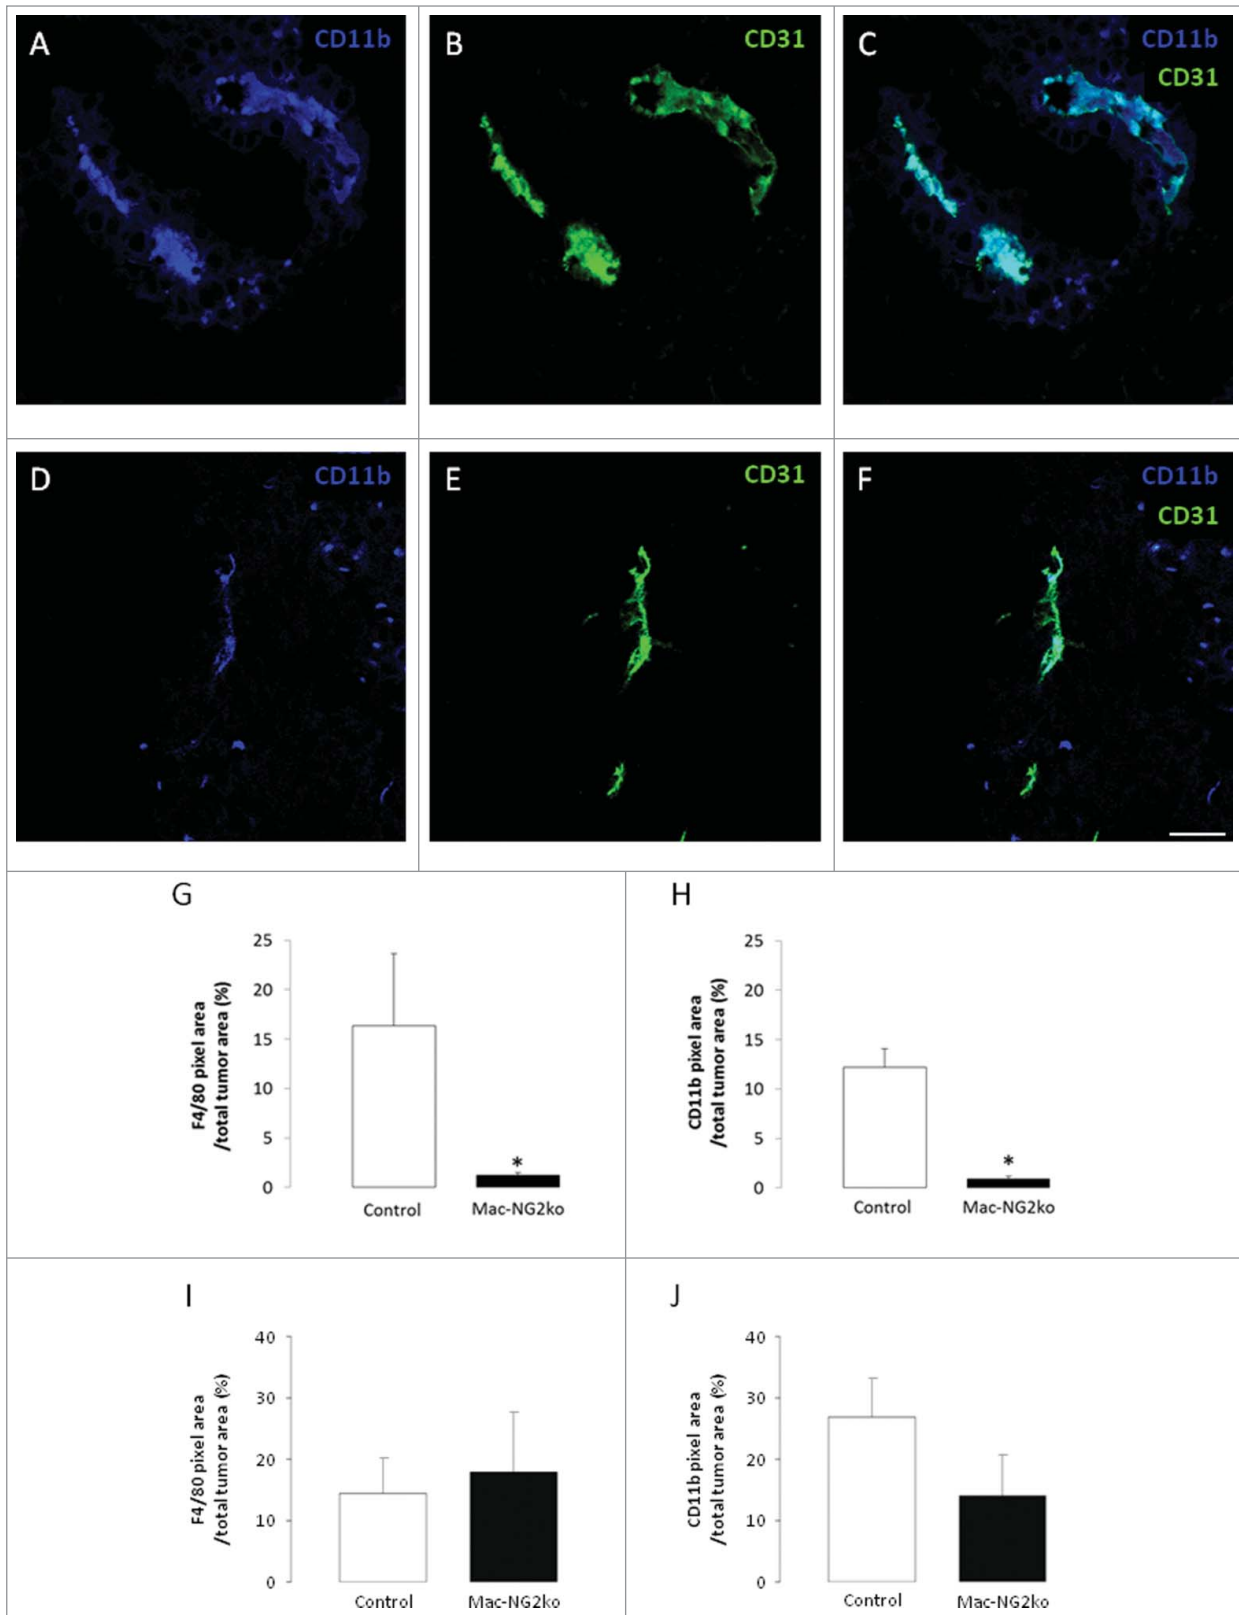 A CD11b
B CD31
C CD11b
CD31
D CD11b
E CD31
F CD11b
CD31
G
25
20
15
10
5
0
F4/80 pixel area
/total tumor area (%)
*
Control Mac-NG2ko
H
25
20
15
10
5
0
CD11b pixel area
/total tumor area (%)
*
Control Mac-NG2ko
I
40
30
20
10
0
F4/80 pixel area
/total tumor area (%)
Control Mac-NG2ko
J
40
30
20
10
0
CD11b pixel area
/total tumor area (%)
Control Mac-NG2ko